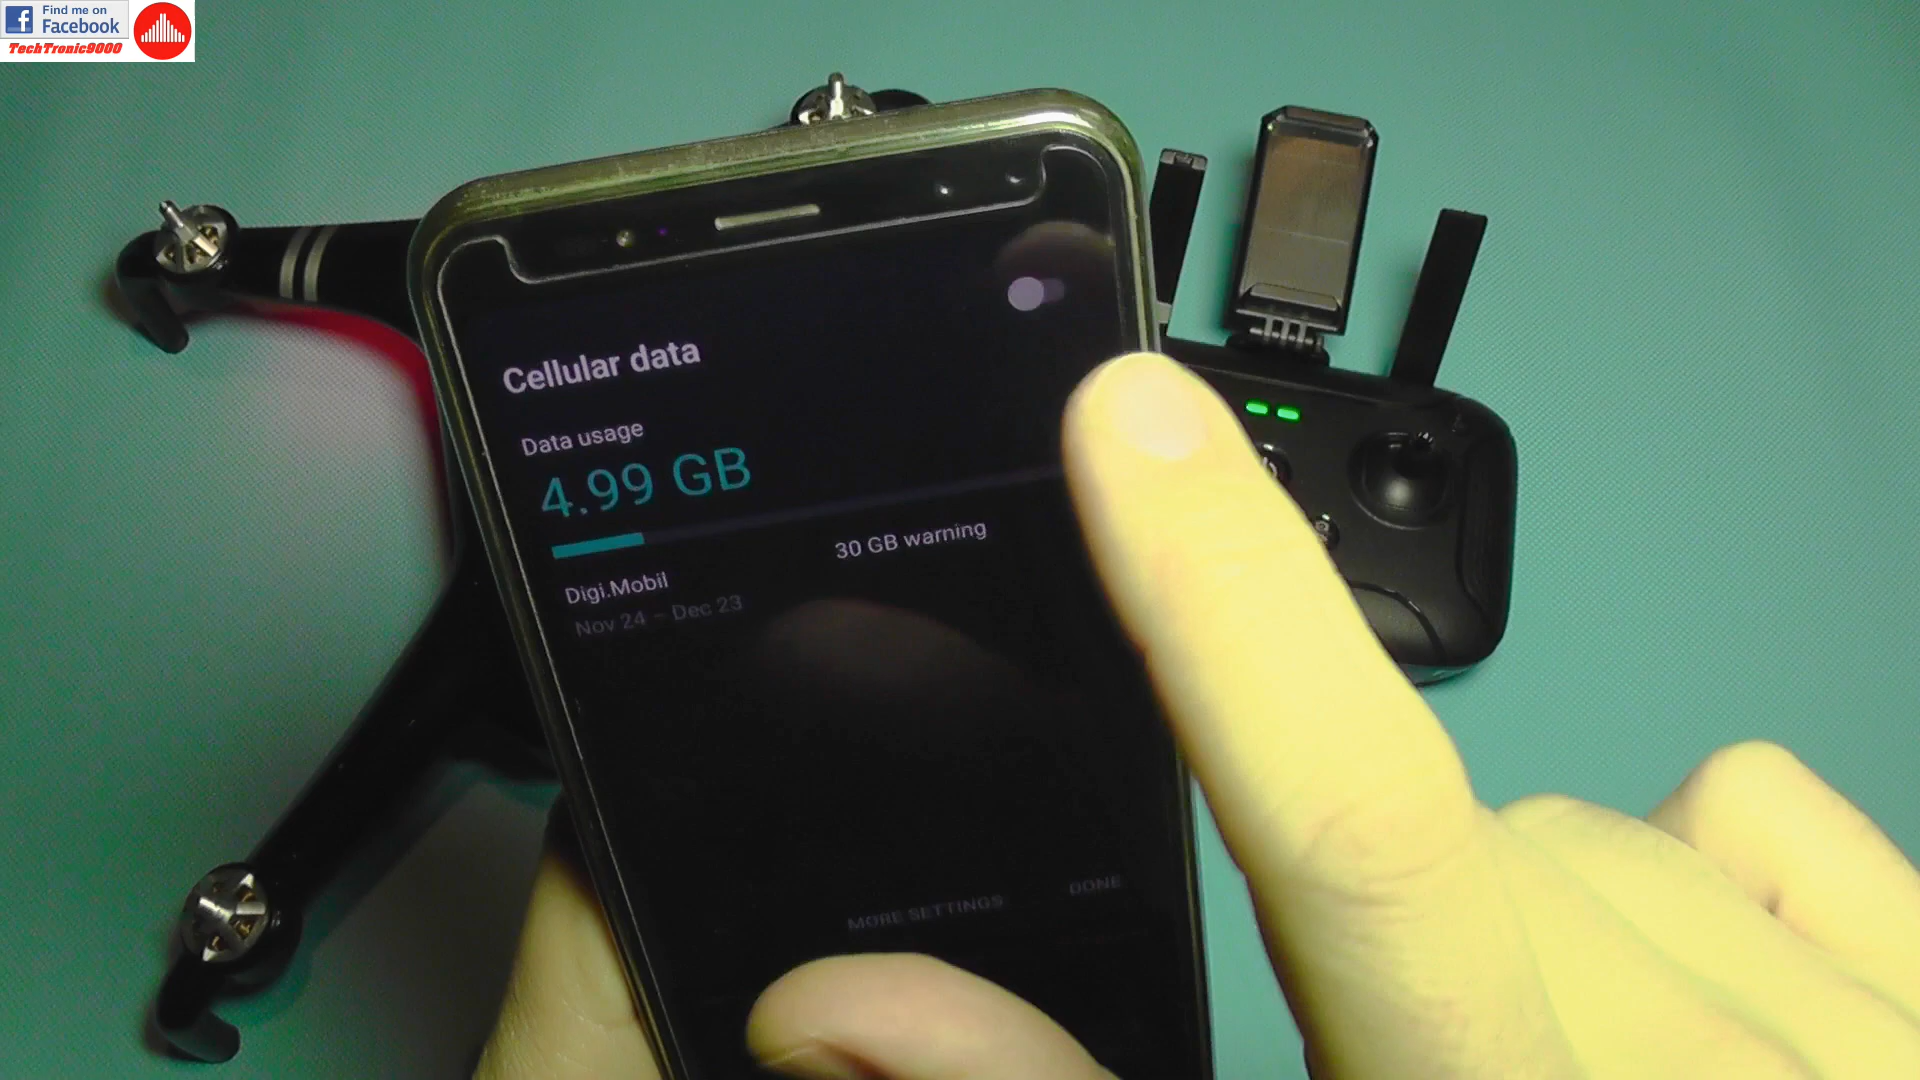 Find me on
Facebook
TechTronic9000
Cellular data
Data usage
4.99 GB
30 GB warning
Digi.Mobil
Nov 24 – Dec 23
MORE SETTINGS
DONE